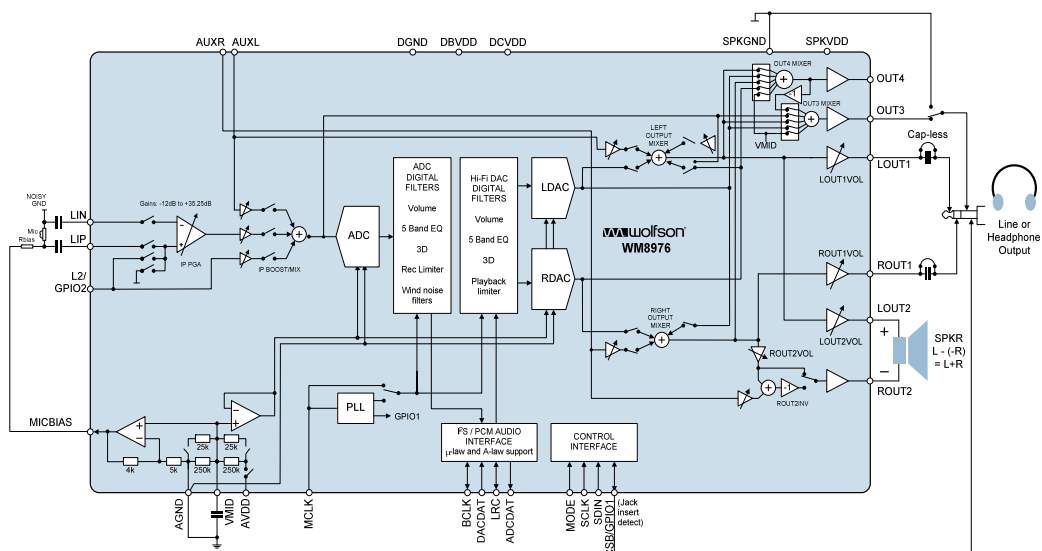 AUXR AUXL
DGND DBVDD DCVDD
SPKGND SPKVDD
OUT4 MIXER
OUT4
-1
OUT3 MIXER
OUT3
VMID
Cap-less
LEFT
OUTPUT
MIXER
LOUT1
LOUT1VOL
Line or
Headphone
Output
NOISY
GND
LIN
Mic
Rbias
LIP
L2/
GPIO2
Gains: -12dB to +35.25dB
IP PGA
IP BOOST/MIX
ADC
ADC
DIGITAL
FILTERS
Volume
5 Band EQ
3D
Rec Limiter
Wind noise
filters
Hi-Fi DAC
DIGITAL
FILTERS
Volume
5 Band EQ
3D
Playback
limiter
LDAC
RDAC
wolfson
WM8976
ROUT1VOL
ROUT1
RIGHT
OUTPUT
MIXER
LOUT2
LOUT2VOL
+
SPKR
L - (-R)
= L+R
−
ROUT2VOL
ROUT2
-1
ROUT2INV
MICBIAS
4k
5k
25k 25k
250k 250k
PLL
GPIO1
I²S / PCM AUDIO
INTERFACE
μ-law and A-law support
CONTROL
INTERFACE
AGND
VMID
AVDD
MCLK
BCLK
DACDAT
LRC
ADCDAT
MODE
SCLK
SDIN
CSB/GPIO1
(Jack
insert
detect)